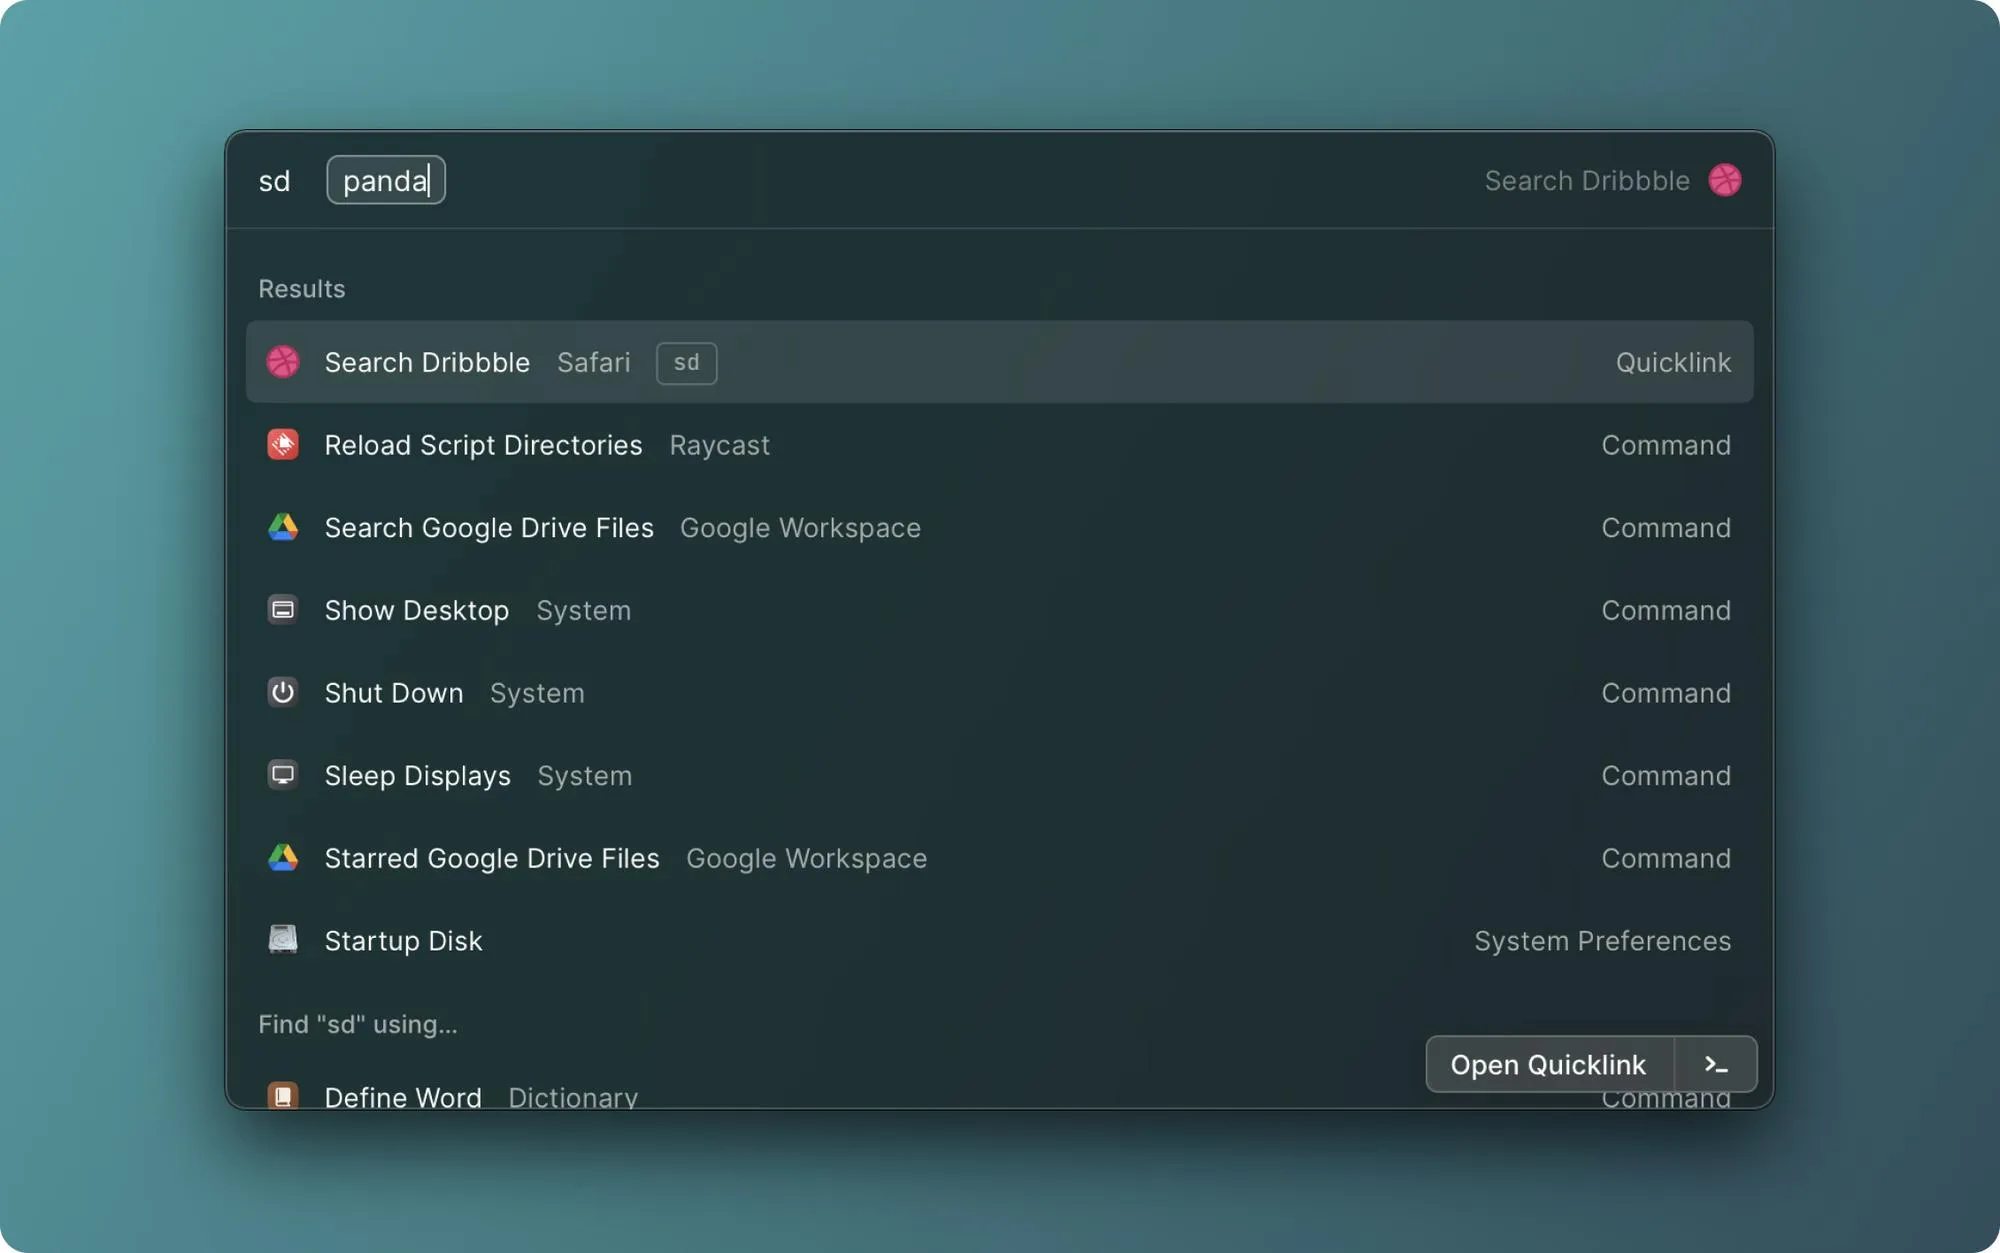 sd panda Search Dribbble
Results
Search Dribbble Safari sd Quicklink
Reload Script Directories Raycast Command
Search Google Drive Files Google Workspace Command
Show Desktop System Command
Shut Down System Command
Sleep Displays System Command
Starred Google Drive Files Google Workspace Command
Startup Disk System Preferences
Find "sd" using...
Open Quicklink >_
Define Word Dictionary Command